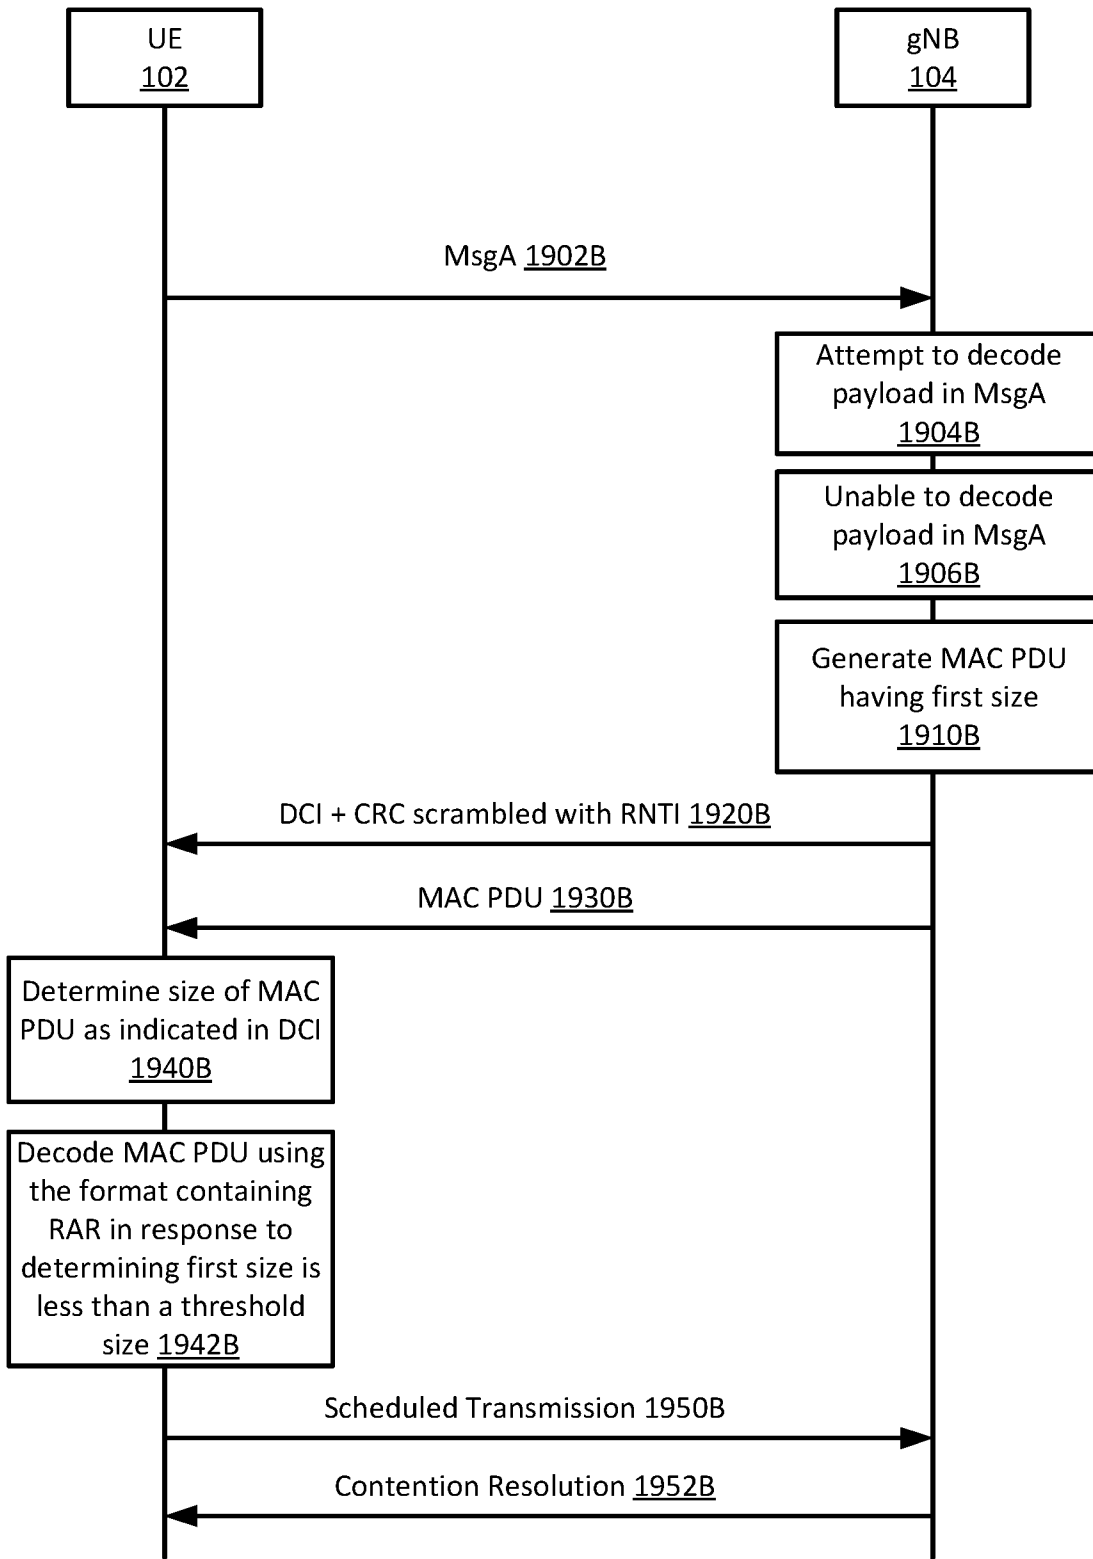 UE
102
gNB
104
MsgA 1902B
Attempt to decode
payload in MsgA
1904B
Unable to decode
payload in MsgA
1906B
Generate MAC PDU
having first size
1910B
DCI + CRC scrambled with RNTI 1920B
MAC PDU 1930B
Determine size of MAC
PDU as indicated in DCI
1940B
Decode MAC PDU using
the format containing
RAR in response to
determining first size is
less than a threshold
size 1942B
Scheduled Transmission 1950B
Contention Resolution 1952B